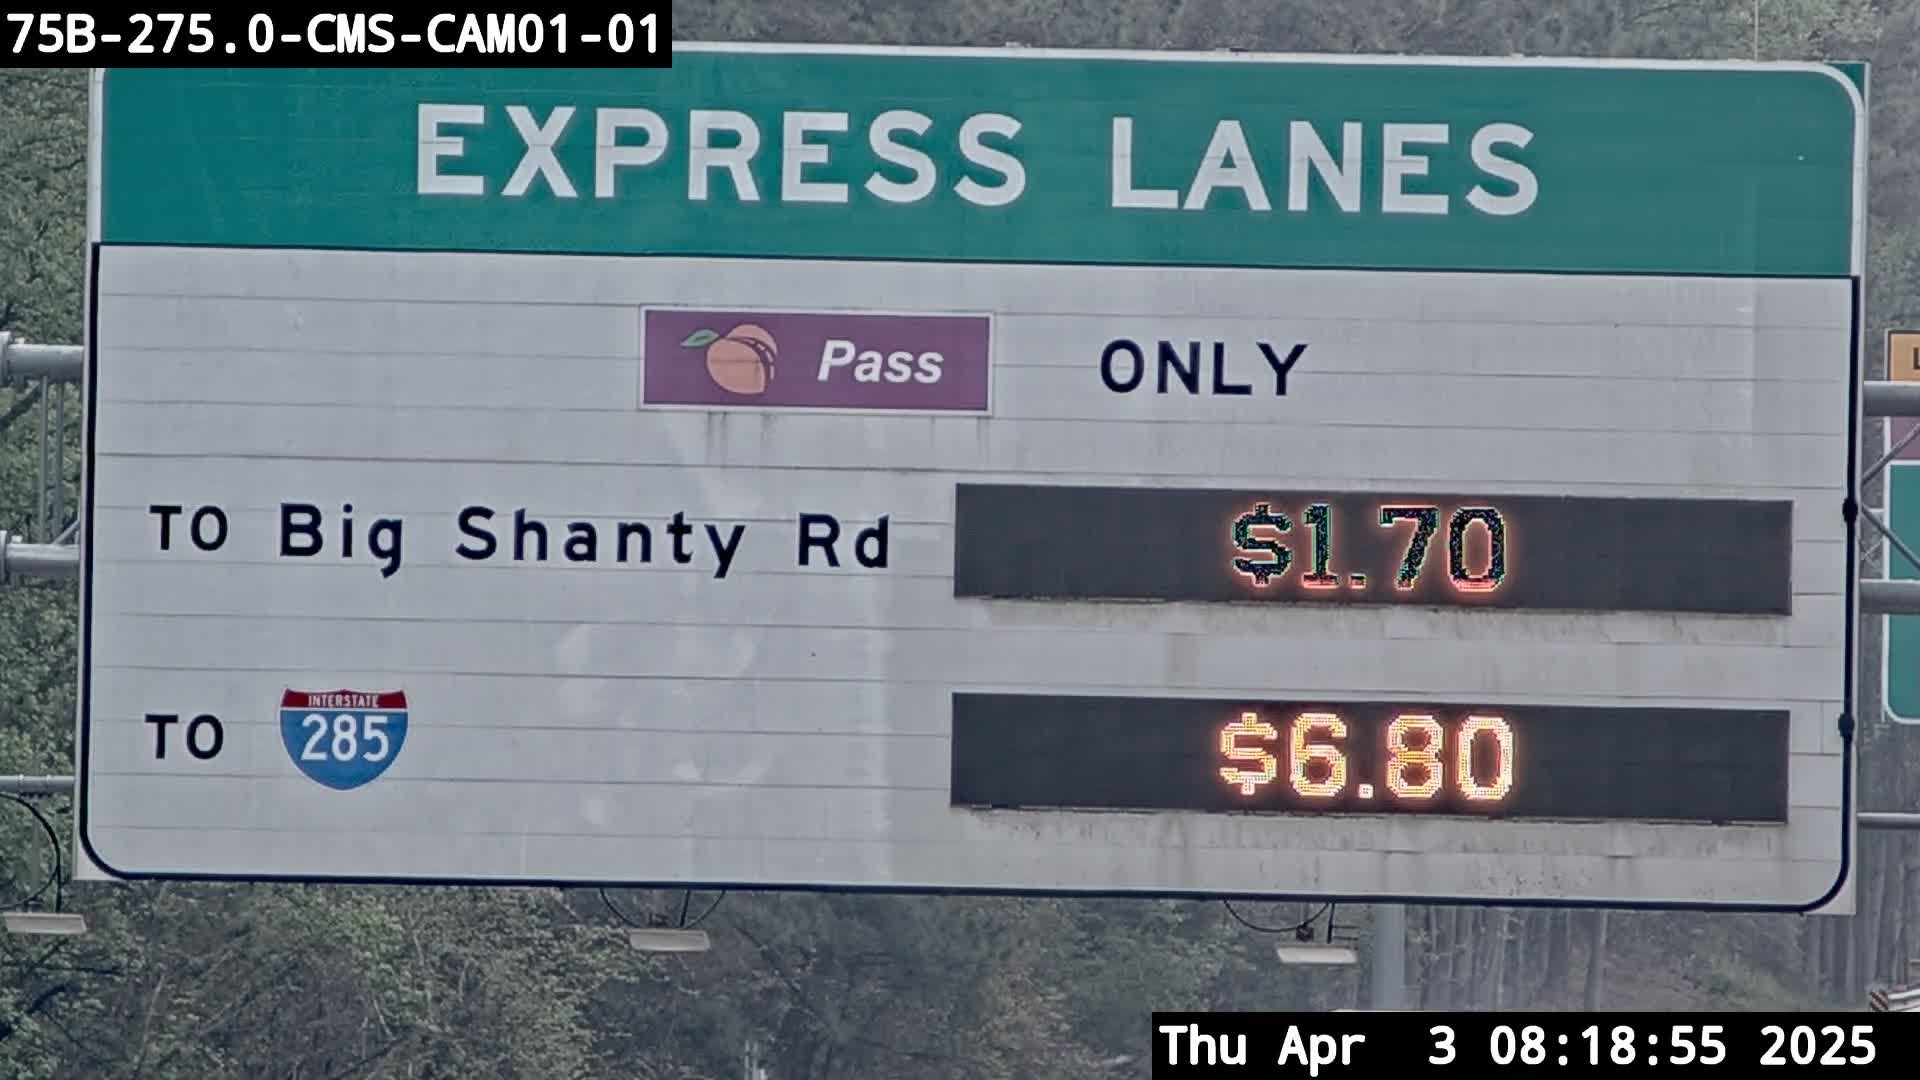 75B-275.0-CMS-CAM01-01
EXPRESS LANES
Pass ONLY
TO Big Shanty Rd $1.70
INTERSTATE
TO 285 $6.80
Thu Apr 3 08:18:55 2025